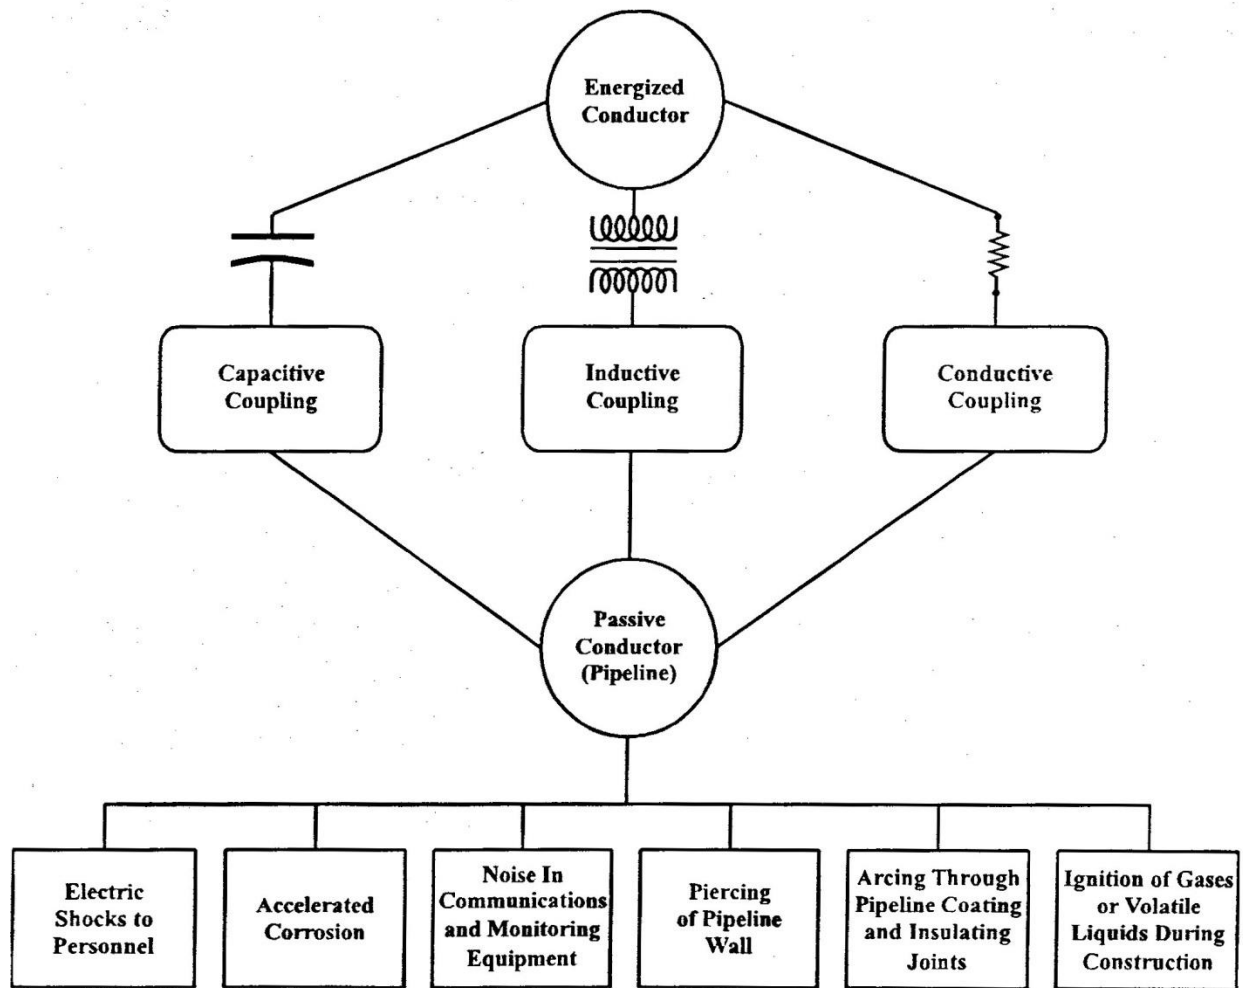 Energized
Conductor
Capacitive
Coupling
Inductive
Coupling
Conductive
Coupling
Passive
Conductor
(Pipeline)
Electric
Shocks to
Personnel
Accelerated
Corrosion
Noise In
Communications
and Monitoring
Equipment
Piercing
of Pipeline
Wall
Arcing Through
Pipeline Coating
and Insulating
Joints
Ignition of Gases
or Volatile
Liquids During
Construction